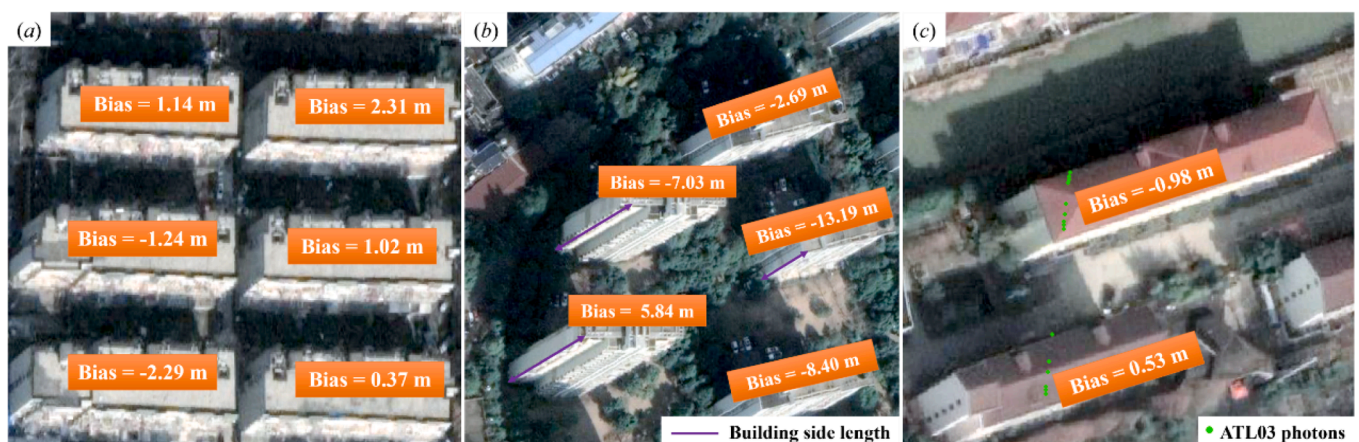 (a)
Bias = 1.14 m
Bias = 2.31 m
Bias = -1.24 m
Bias = 1.02 m
Bias = -2.29 m
Bias = 0.37 m
(b)
Bias = -2.69 m
Bias = -7.03 m
Bias = -13.19 m
Bias = 5.84 m
Bias = -8.40 m
Building side length
(c)
Bias = -0.98 m
Bias = 0.53 m
ATL03 photons